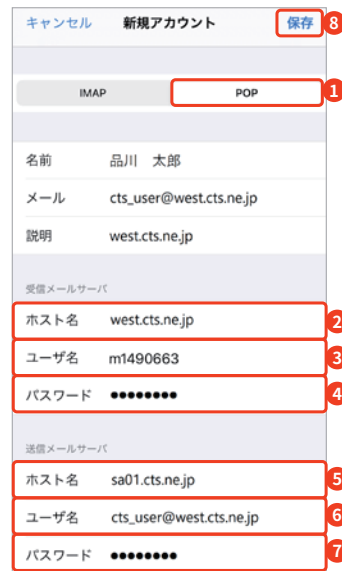 キャンセル 新規アカウント 保存 8
IMAP POP 1
名前 品川 太郎
メール cts_user@west.cts.ne.jp
説明 west.cts.ne.jp
受信メールサーバ
ホスト名 west.cts.ne.jp 2
ユーザ名 m1490663 3
パスワード ●●●●●●●● 4
送信メールサーバ
ホスト名 sa01.cts.ne.jp 5
ユーザ名 cts_user@west.cts.ne.jp 6
パスワード ●●●●●●●● 7